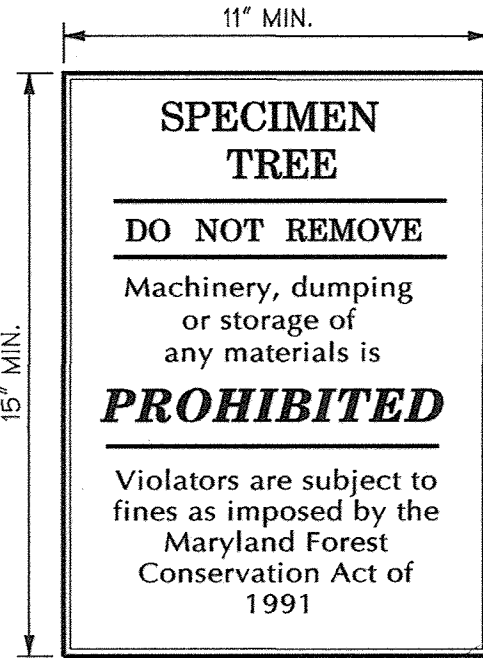 11" MIN.
15" MIN.
SPECIMEN
TREE
DO NOT REMOVE
Machinery, dumping
or storage of
any materials is
PROHIBITED
Violators are subject to
fines as imposed by the
Maryland Forest
Conservation Act of
1991